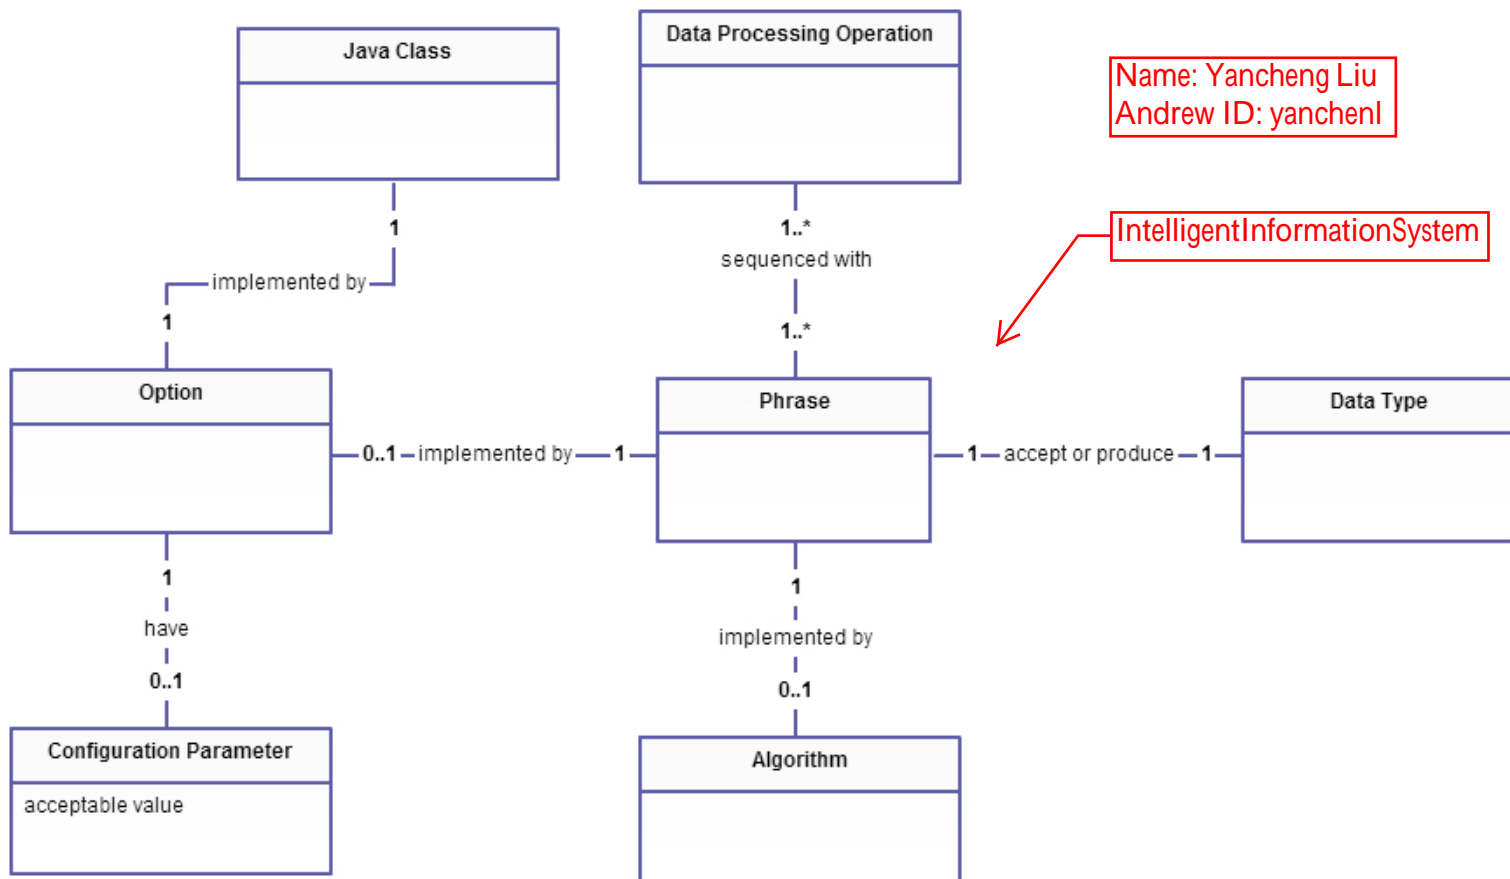 Java Class
Data Processing Operation
Name: Yancheng Liu
Andrew ID: yanchenl
1
1..*
IntelligentInformationSystem
sequenced with
implemented by
1
1..*
Option
Phrase
Data Type
0..1 implemented by 1
1 accept or produce 1
1
1
have
implemented by
0..1
0..1
Configuration Parameter
Algorithm
acceptable value